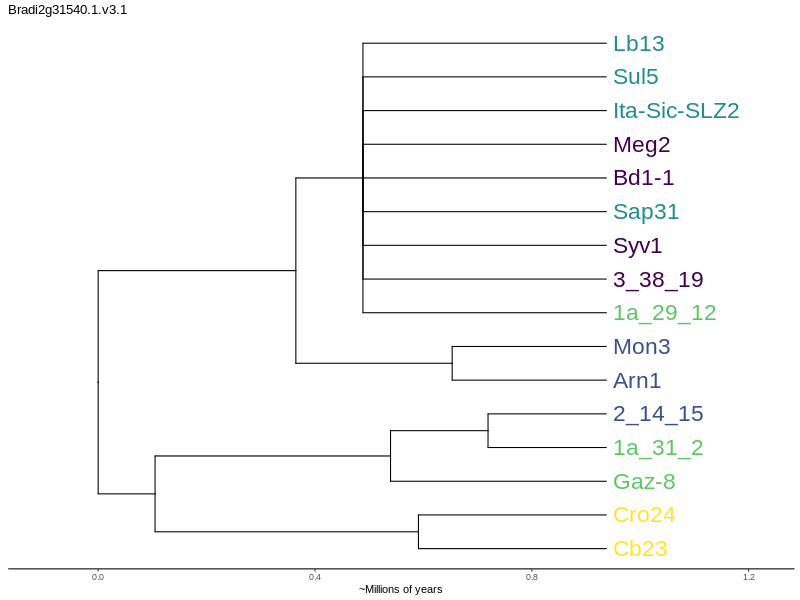 Bradi2g31540.1.v3.1
Lb13
Sul5
Ita-Sic-SLZ2
Meg2
Bd1-1
Sap31
Syv1
3_38_19
1a_29_12
Mon3
Arn1
2_14_15
1a_31_2
Gaz-8
Cro24
Cb23
0.0 0.4 0.8 1.2
~Millions of years